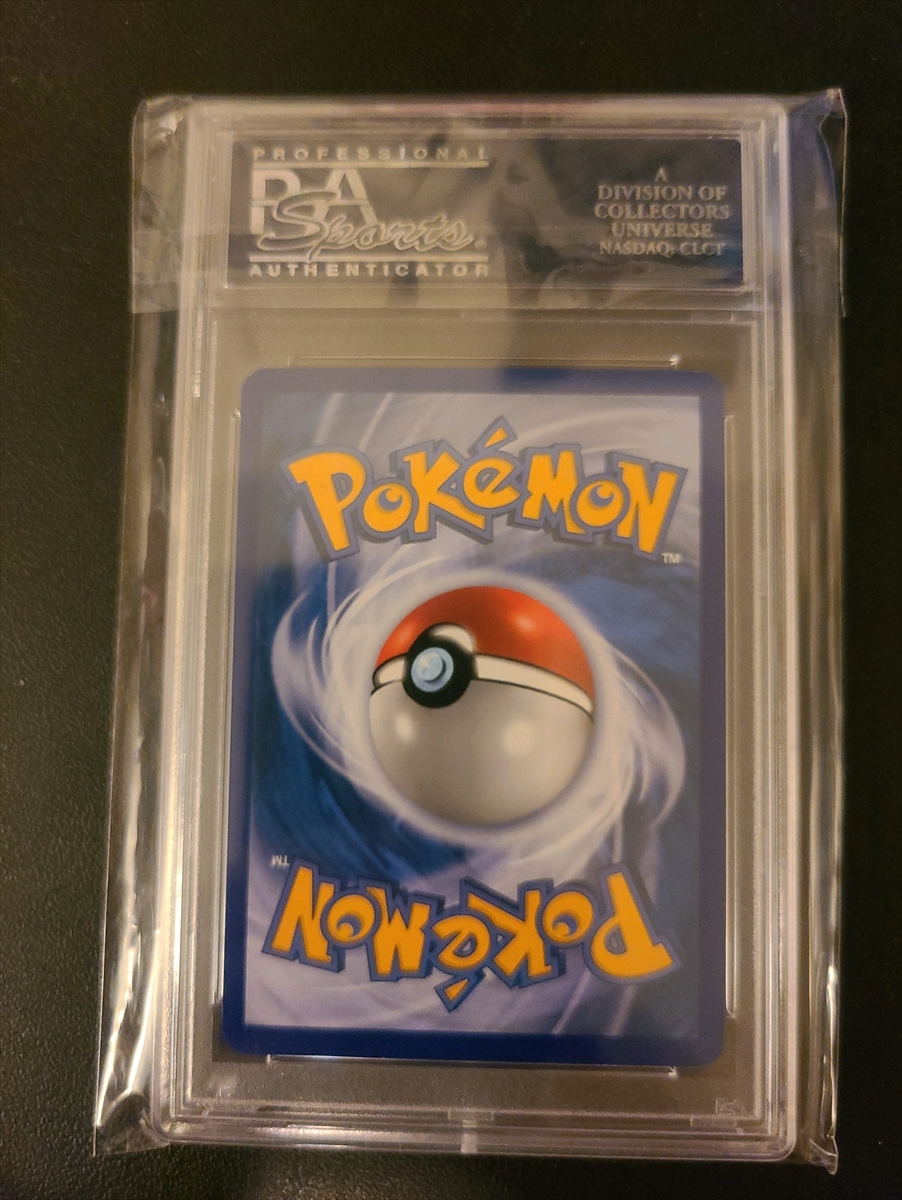 PROFESSIONAL
PSA
Sports®
AUTHENTICATOR
A
DIVISION OF
COLLECTORS
UNIVERSE
NASDAQ: CLCT
POKéMON
TM
TM
POKéMON